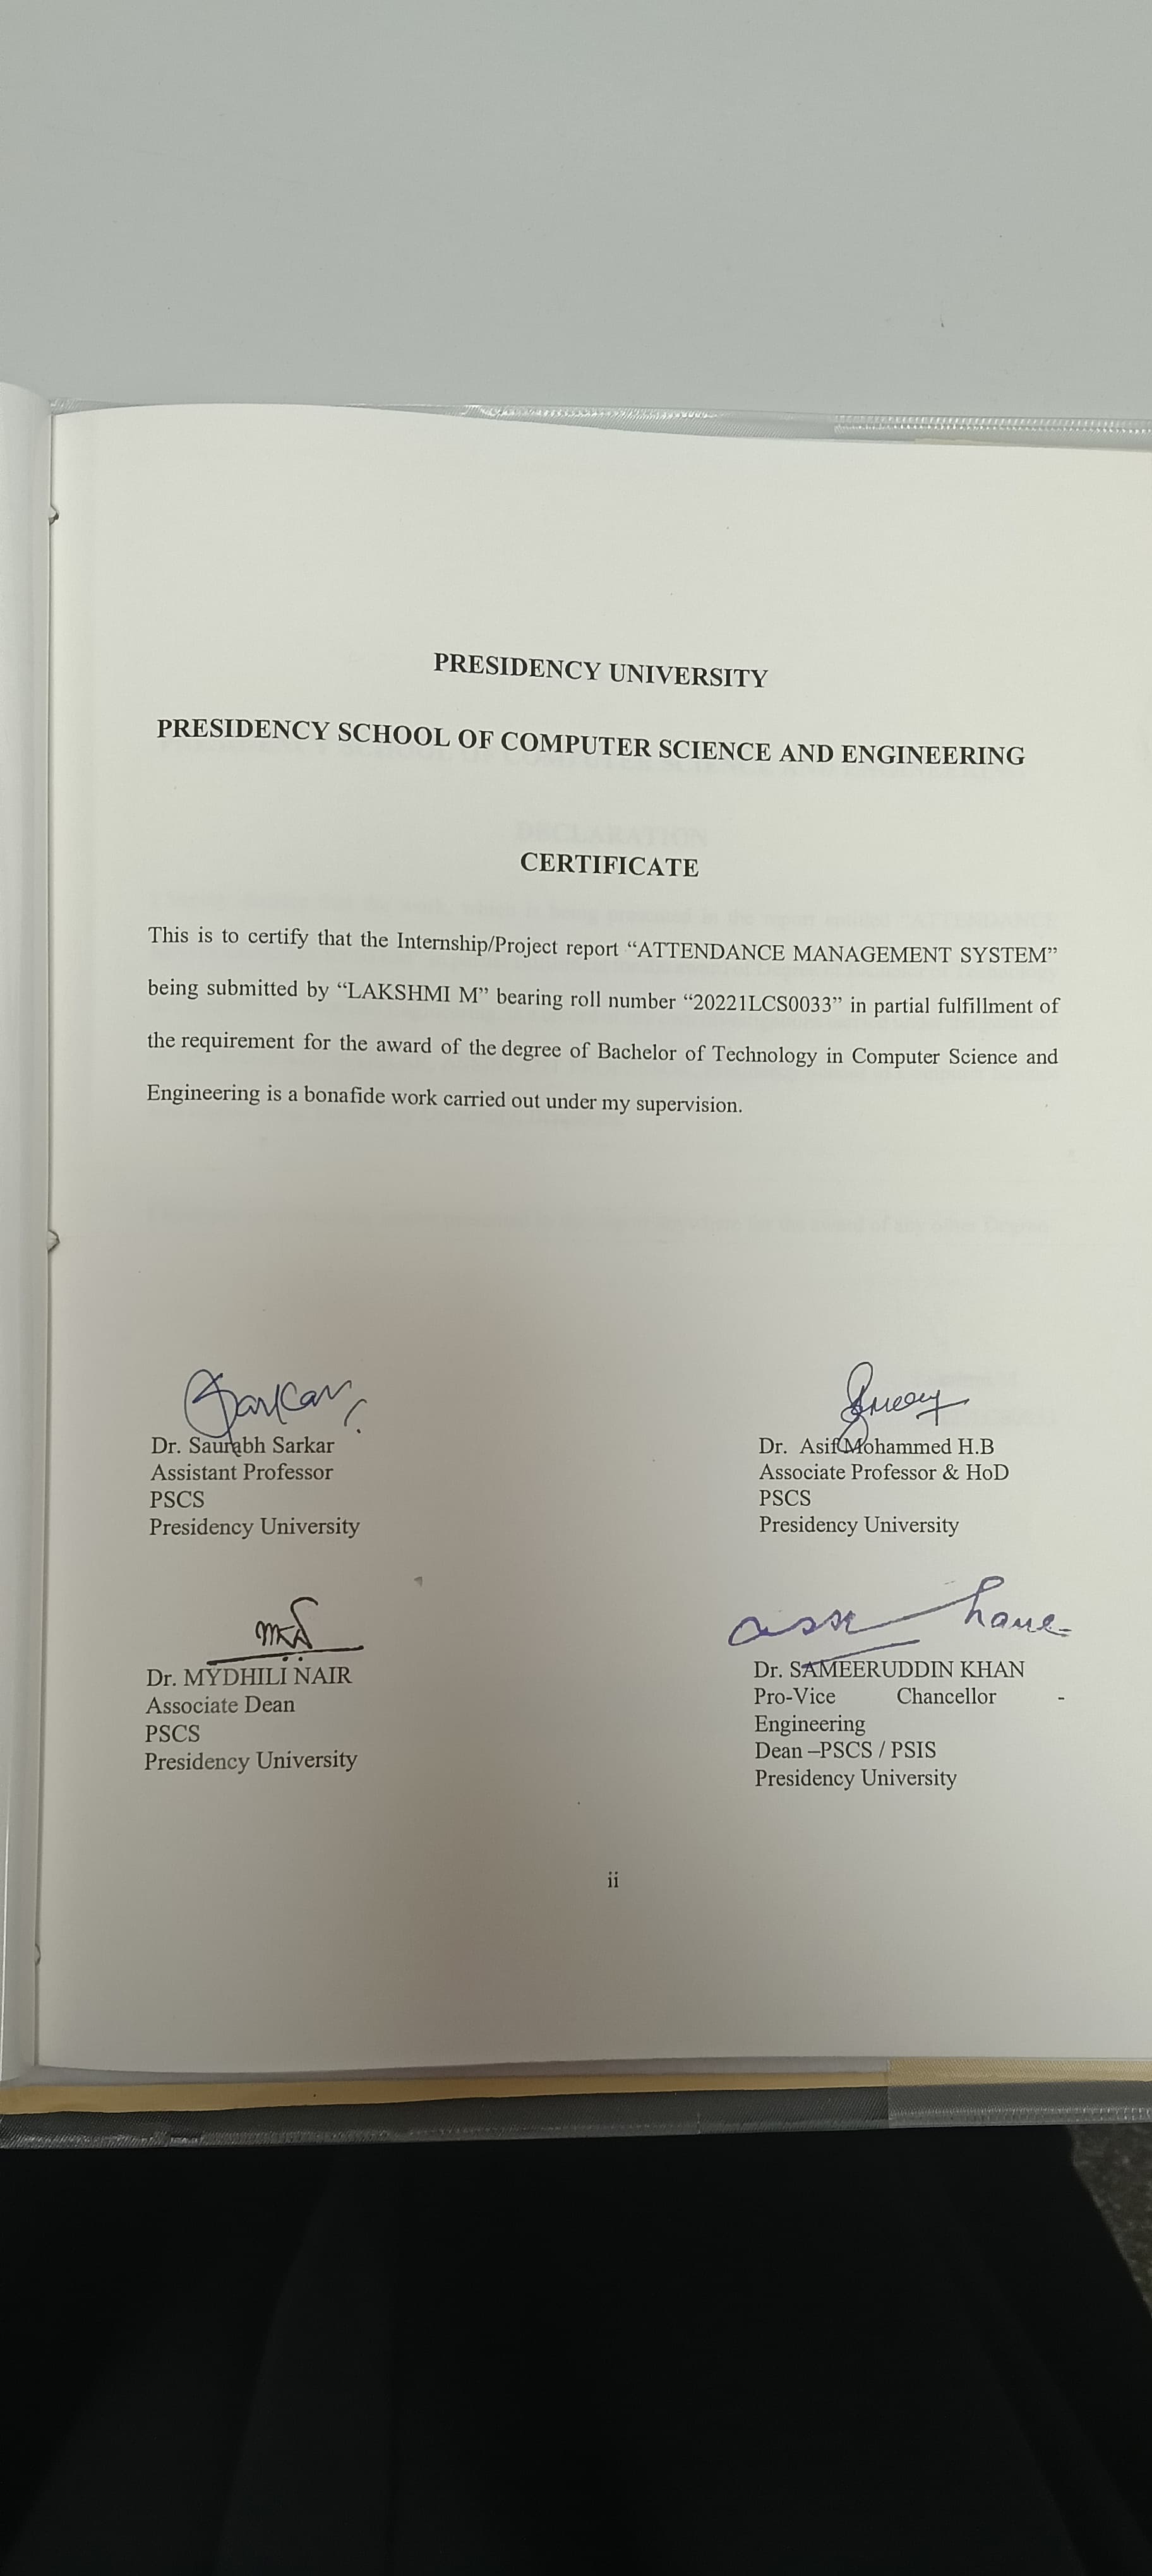 PRESIDENCY UNIVERSITY
PRESIDENCY SCHOOL OF COMPUTER SCIENCE AND ENGINEERING
CERTIFICATE
This is to certify that the Internship/Project report “ATTENDANCE MANAGEMENT SYSTEM”
being submitted by “LAKSHMI M” bearing roll number “20221LCS0033” in partial fulfillment of
the requirement for the award of the degree of Bachelor of Technology in Computer Science and
Engineering is a bonafide work carried out under my supervision.
Sarkar
Dr. Saurabh Sarkar
Assistant Professor
PSCS
Presidency University
Dr. Asif Mohammed H.B
Associate Professor & HoD
PSCS
Presidency University
Dr. MYDHILI NAIR
Associate Dean
PSCS
Presidency University
Dr. SAMEERUDDIN KHAN
Pro-Vice Chancellor -
Engineering
Dean –PSCS / PSIS
Presidency University
ii